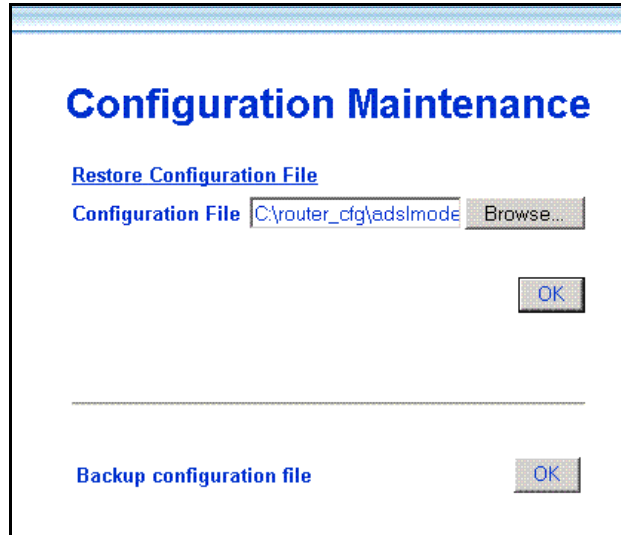 Configuration Maintenance
Restore Configuration File
Configuration File C:\router_cfg\adslmode Browse...
OK
Backup configuration file OK